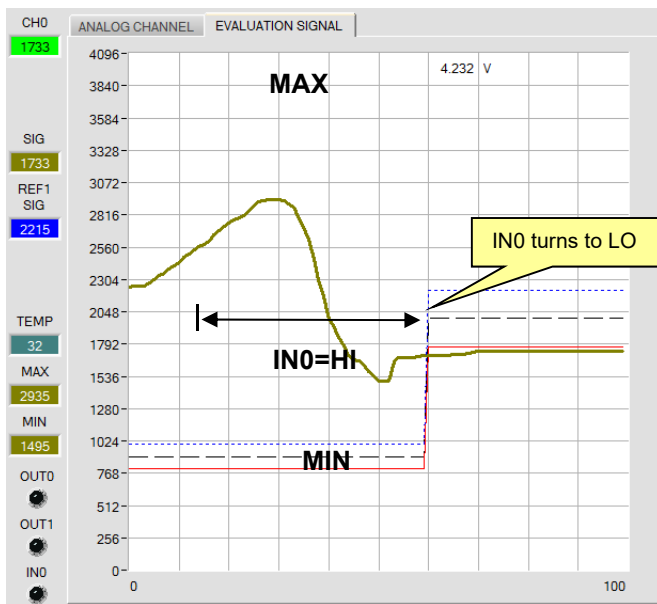 CH0
1733
ANALOG CHANNEL
EVALUATION SIGNAL
4096
3840
3584
3328
3072
2816
2560
2304
2048
1792
1536
1280
1024
768
512
256
0
0
100
4.232 V
MAX
IN0 turns to LO
IN0=HI
MIN
SIG
1733
REF1
SIG
2215
TEMP
32
MAX
2935
MIN
1495
OUT0
OUT1
IN0